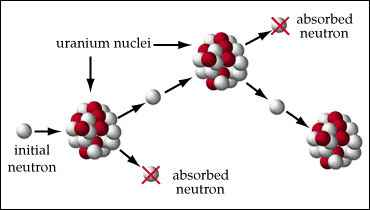 absorbed
neutron
uranium nuclei
initial
neutron
absorbed
neutron